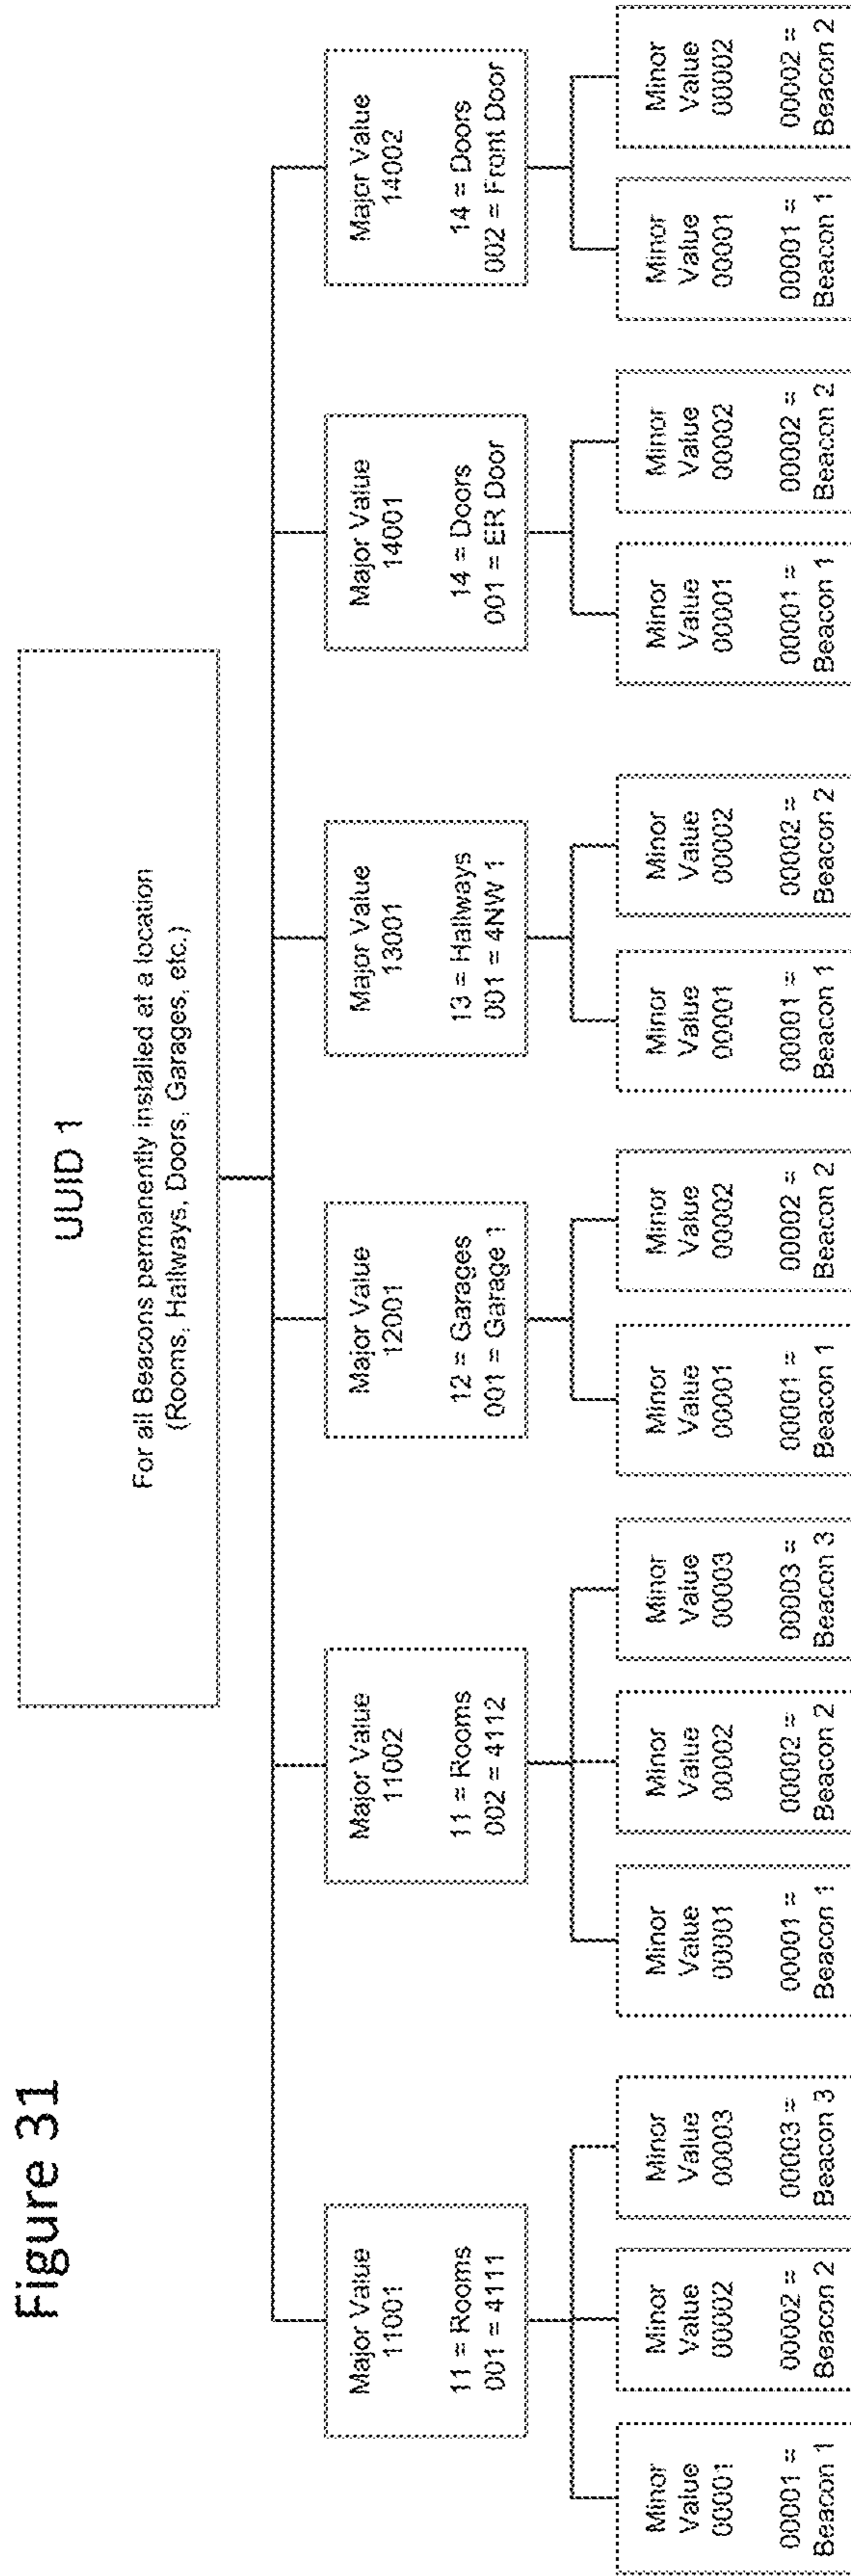 Figure 31
UUID 1
For all Beacons permanently installed at a location
(Rooms, Hallways, Doors, Garages, etc.)
Major Value
11001
11 = Rooms
001 = 4111
Major Value
11002
11 = Rooms
002 = 4112
Major Value
12001
12 = Garages
001 = Garage 1
Major Value
13001
13 = Hallways
001 = 4NW 1
Major Value
14001
14 = Doors
001 = ER Door
Major Value
14002
14 = Doors
002 = Front Door
Minor
Value
00001
00001 =
Beacon 1
Minor
Value
00002
00002 =
Beacon 2
Minor
Value
00003
00003 =
Beacon 3
Minor
Value
00001
00001 =
Beacon 1
Minor
Value
00002
00002 =
Beacon 2
Minor
Value
00003
00003 =
Beacon 3
Minor
Value
00001
00001 =
Beacon 1
Minor
Value
00002
00002 =
Beacon 2
Minor
Value
00001
00001 =
Beacon 1
Minor
Value
00002
00002 =
Beacon 2
Minor
Value
00001
00001 =
Beacon 1
Minor
Value
00002
00002 =
Beacon 2
Minor
Value
00001
00001 =
Beacon 1
Minor
Value
00002
00002 =
Beacon 2